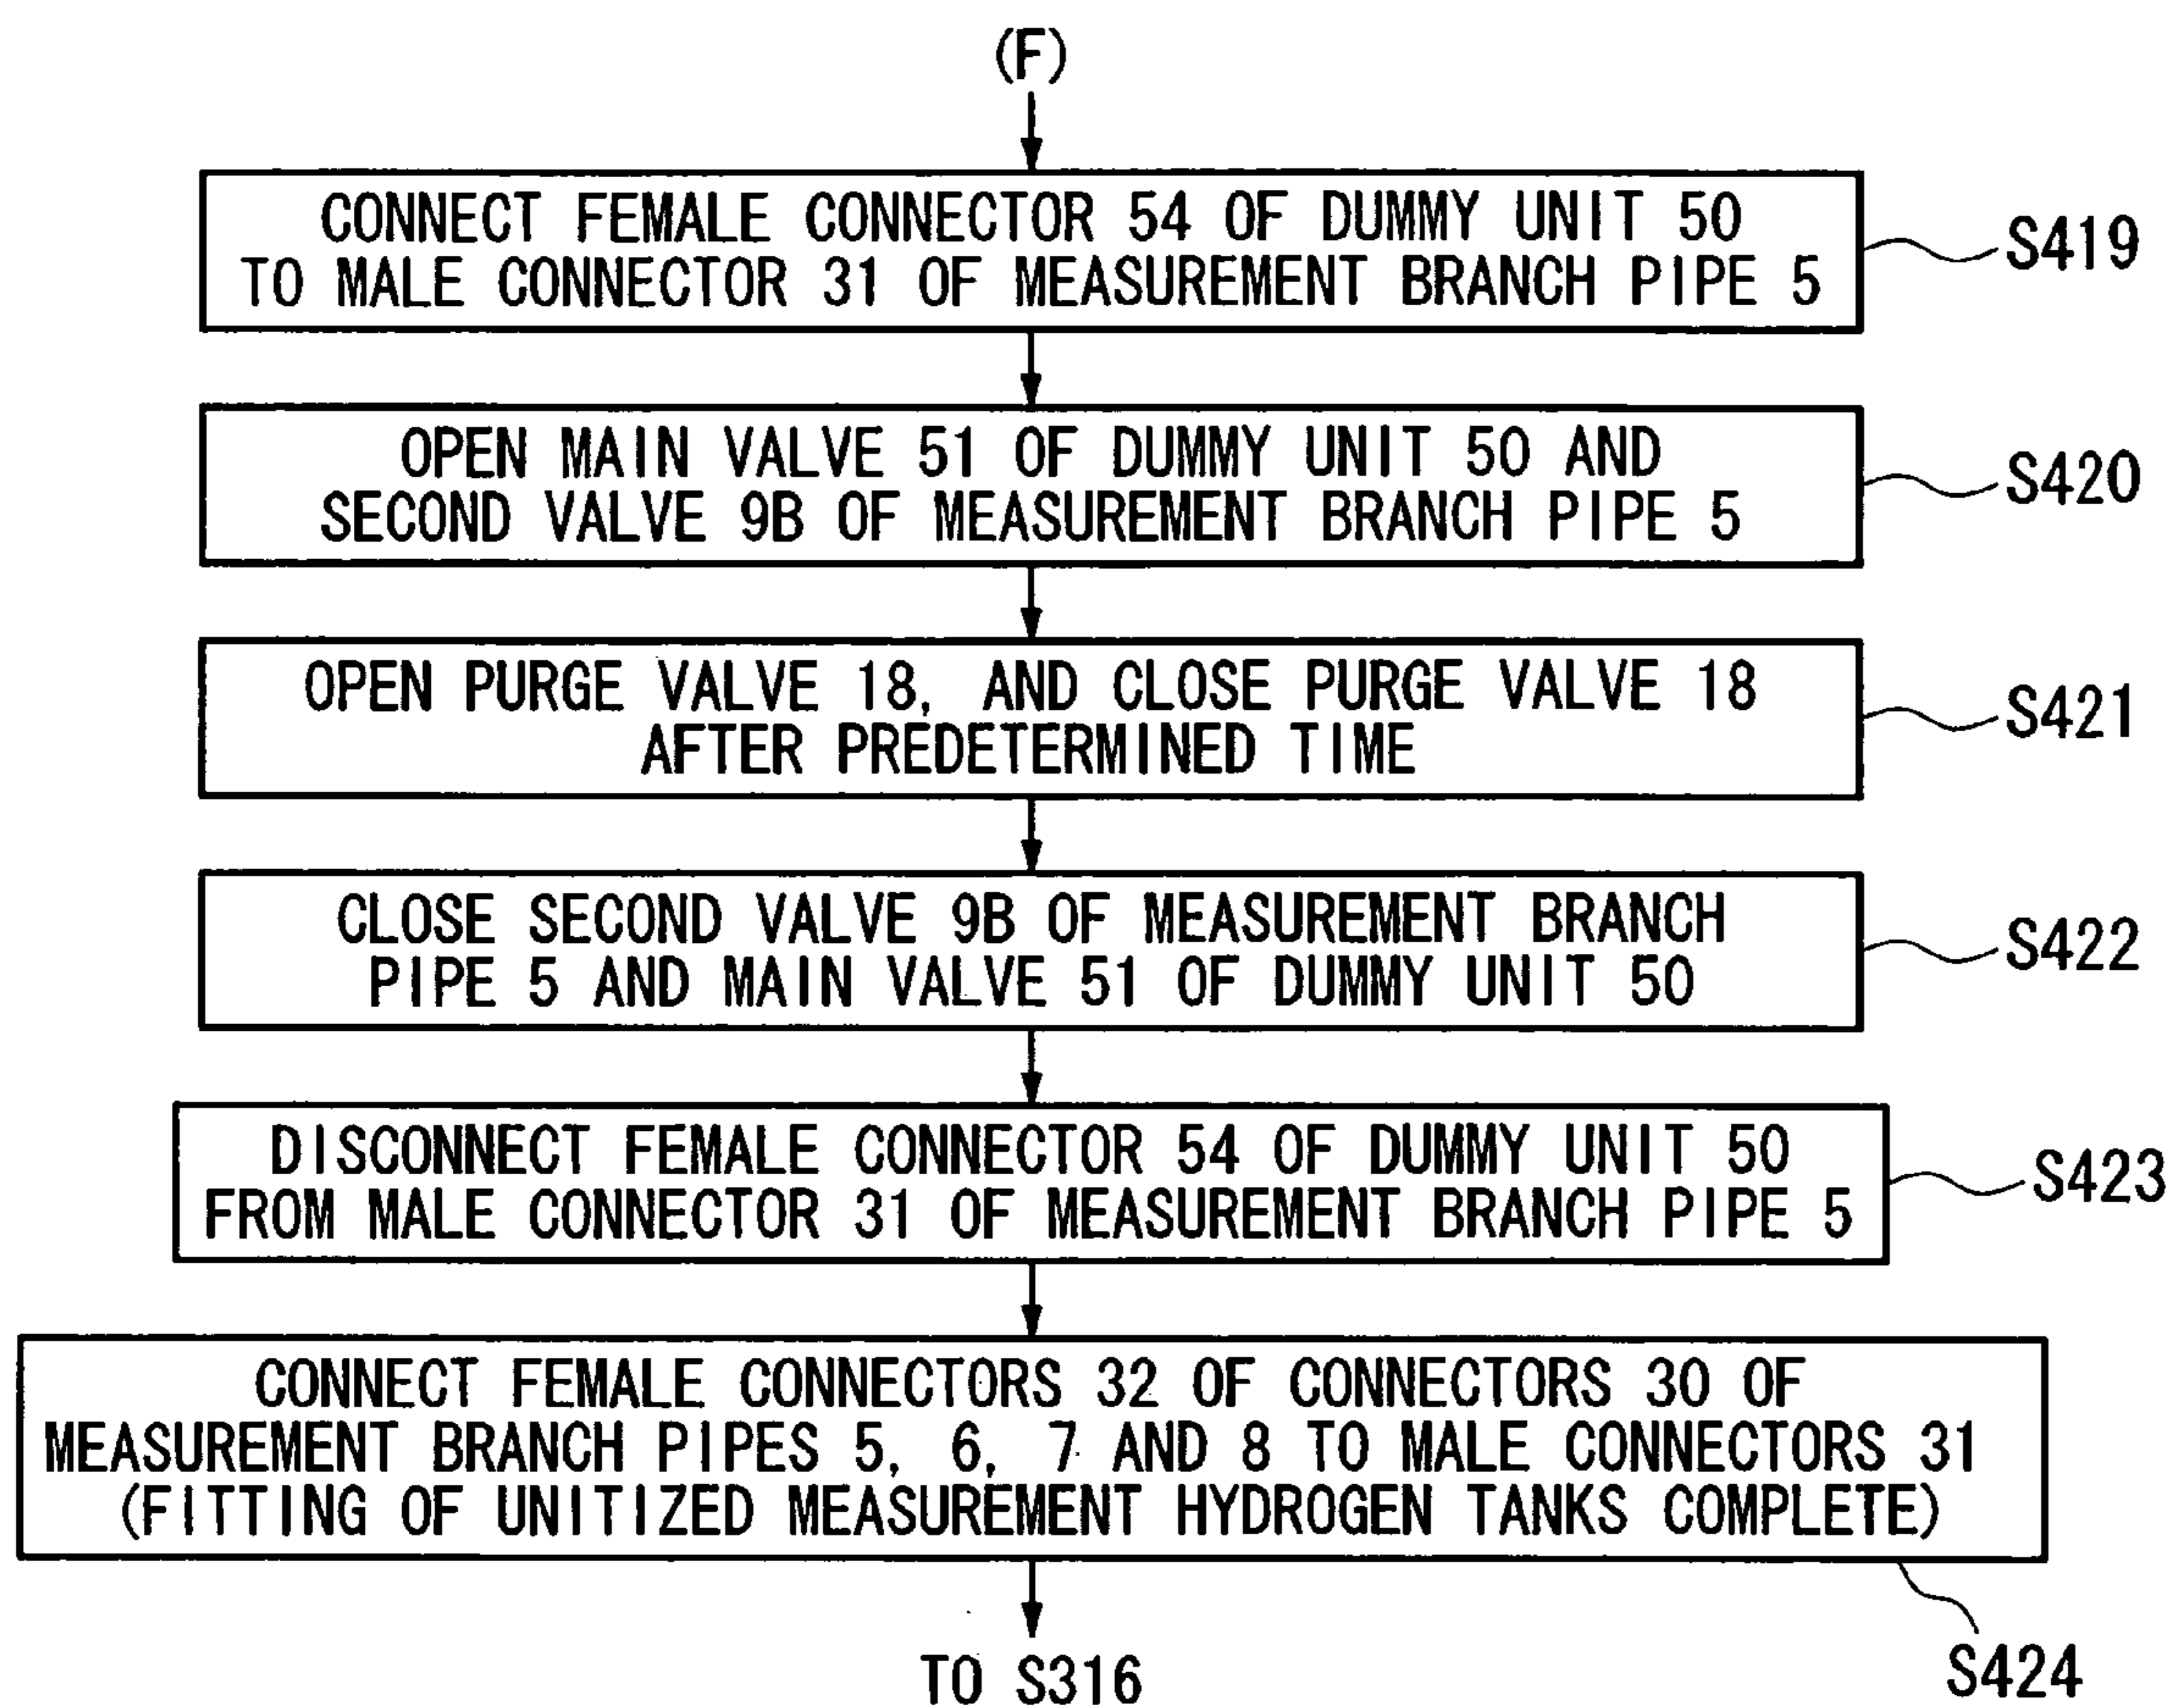 (F)
CONNECT FEMALE CONNECTOR 54 OF DUMMY UNIT 50
TO MALE CONNECTOR 31 OF MEASUREMENT BRANCH PIPE 5
S419
OPEN MAIN VALVE 51 OF DUMMY UNIT 50 AND
SECOND VALVE 9B OF MEASUREMENT BRANCH PIPE 5
S420
OPEN PURGE VALVE 18, AND CLOSE PURGE VALVE 18
AFTER PREDETERMINED TIME
S421
CLOSE SECOND VALVE 9B OF MEASUREMENT BRANCH
PIPE 5 AND MAIN VALVE 51 OF DUMMY UNIT 50
S422
DISCONNECT FEMALE CONNECTOR 54 OF DUMMY UNIT 50
FROM MALE CONNECTOR 31 OF MEASUREMENT BRANCH PIPE 5
S423
CONNECT FEMALE CONNECTORS 32 OF CONNECTORS 30 OF
MEASUREMENT BRANCH PIPES 5, 6, 7 AND 8 TO MALE CONNECTORS 31
(FITTING OF UNITIZED MEASUREMENT HYDROGEN TANKS COMPLETE)
S424
TO S316